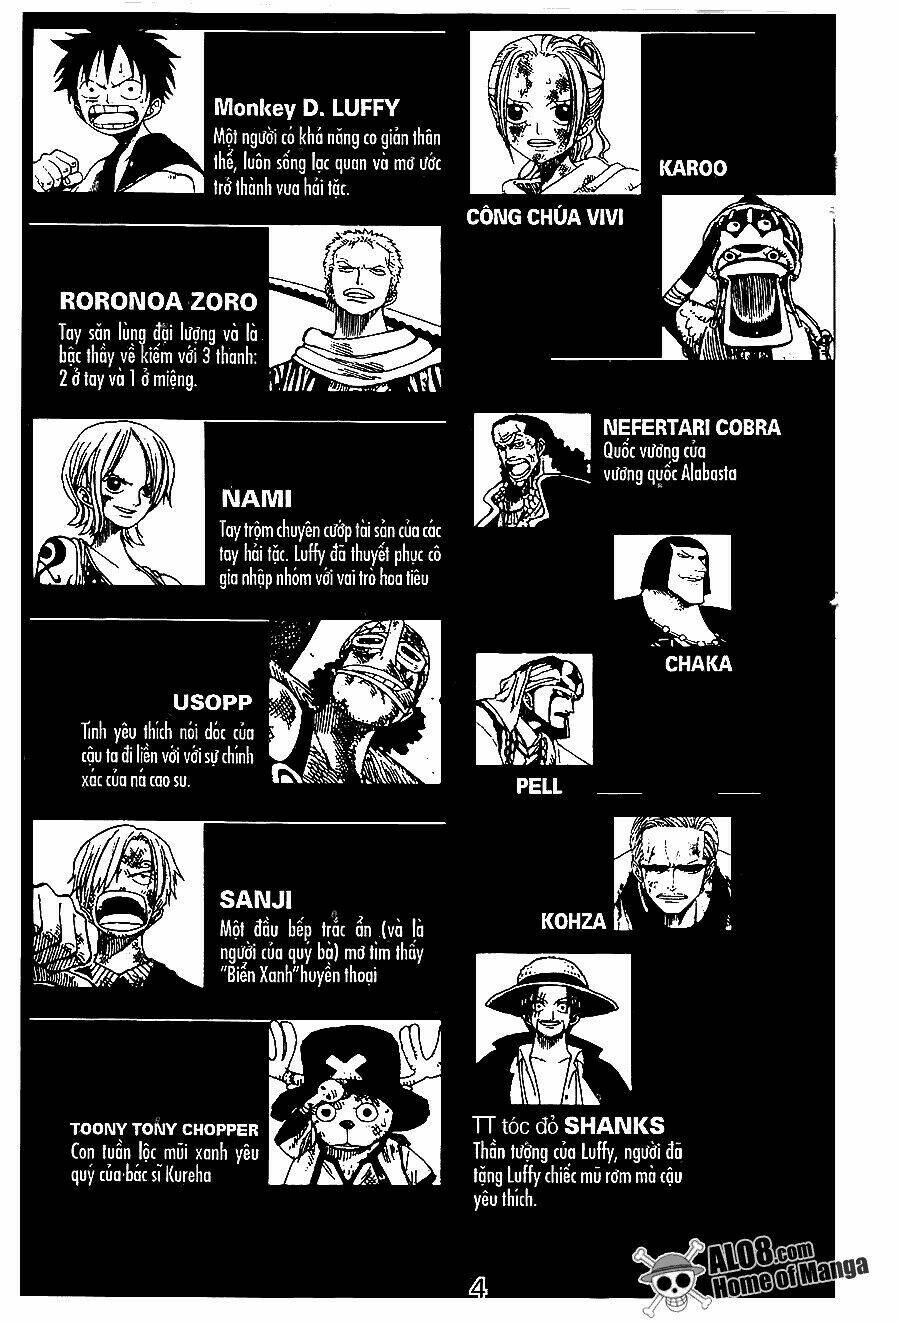 Monkey D. LUFFY
Một người có khả năng co giản thân
thể, luôn sống lạc quan và mơ ước
trở thành vua hải tặc.
RORONOA ZORO
Tay săn lùng đại lượng và là
bậc thầy về kiếm với 3 thanh:
2 ở tay và 1 ở miệng.
NAMI
Tay trộm chuyên cướp tài sản của các
tay hải tặc. Luffy đã thuyết phục cô
gia nhập nhóm với vai trò hoa tiêu
USOPP
Tính yêu thích nói dóc của
cậu ta đi liền với với sự chính
xác của ná cao su.
SANJI
Một đầu bếp trắc ẩn (và là
người của quý bà) mơ tìm thấy
"Biển Xanh"huyền thoại
TOONY TONY CHOPPER
Con tuần lộc mũi xanh yêu
quý của bác sĩ Kureha
CÔNG CHÚA VIVI
KAROO
NEFERTARI COBRA
Quốc vương của
vương quốc Alabasta
CHAKA
PELL
KOHZA
TT tóc đỏ SHANKS
Thần tượng của Luffy, người đã
tặng Luffy chiếc mũ rơm mà cậu
yêu thích.
4
ALO8.com
Home of Manga